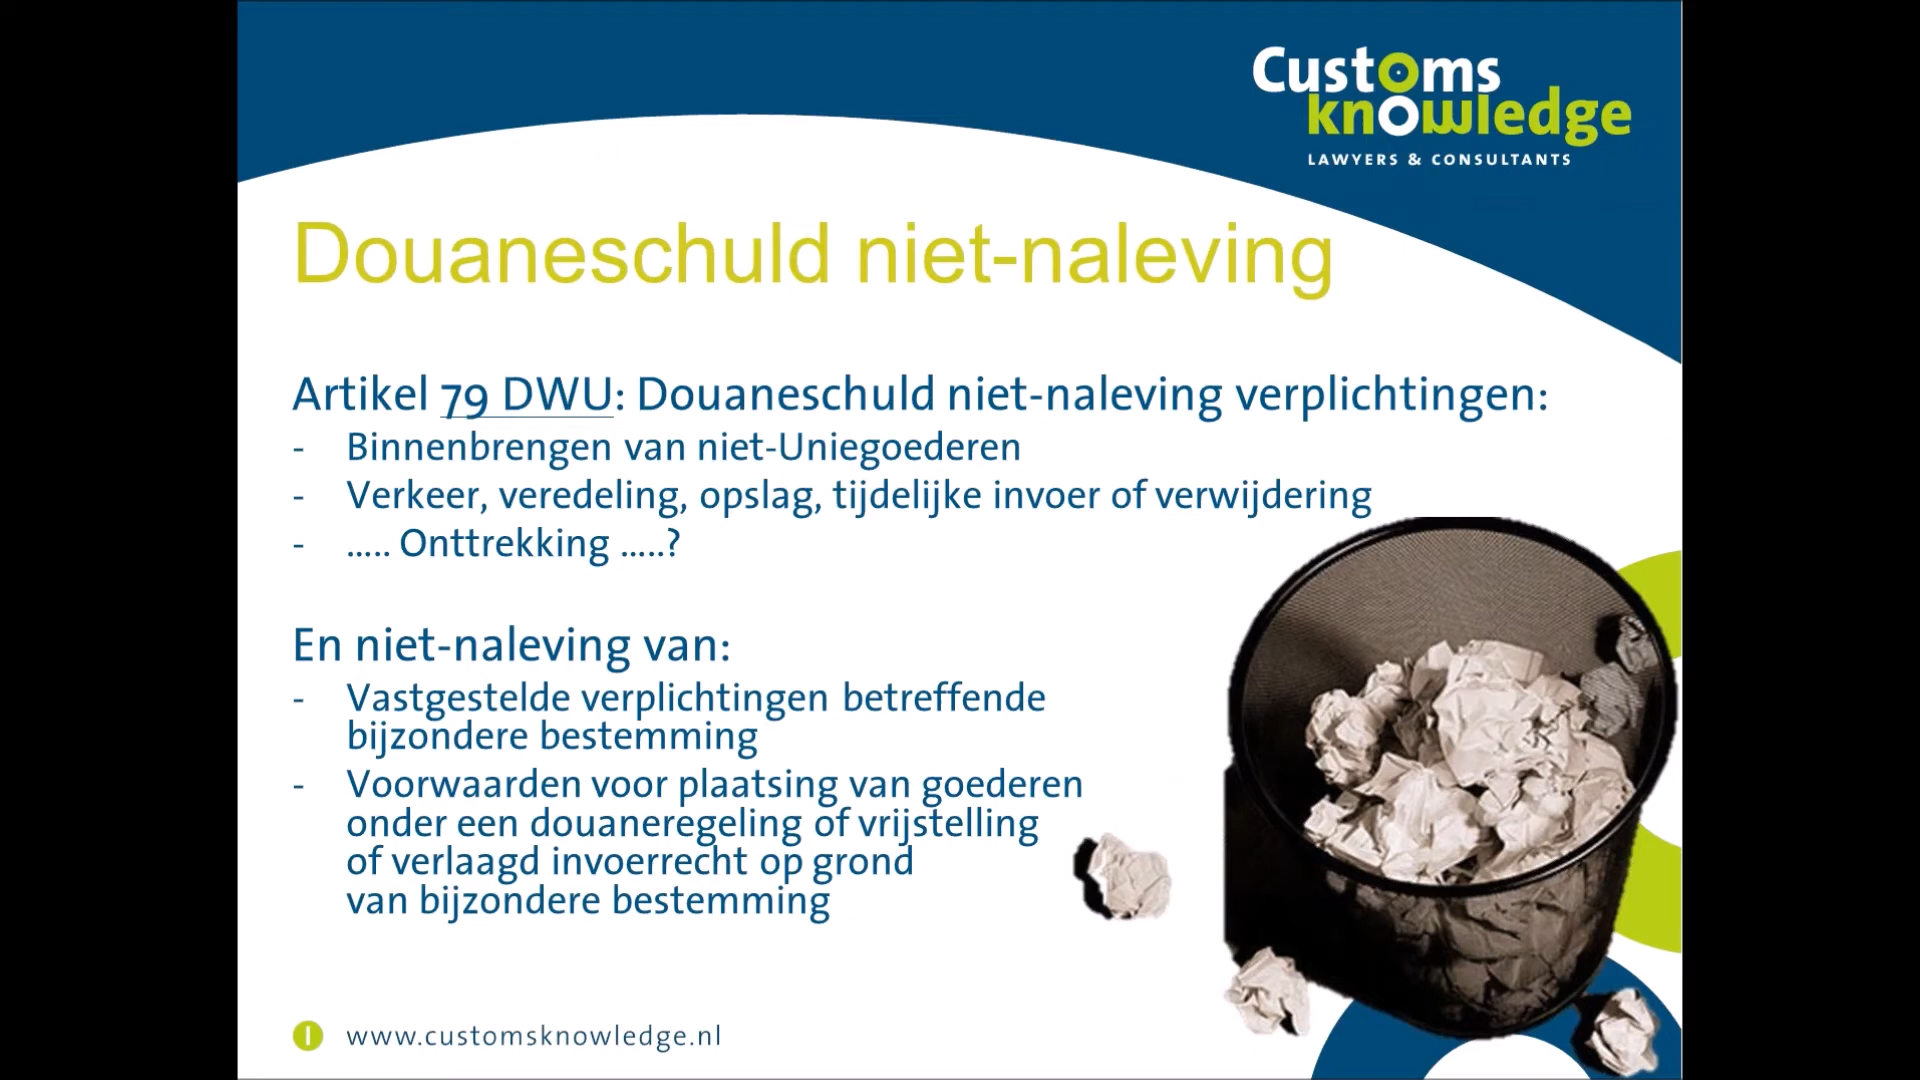 Customs
knowledge
LAWYERS & CONSULTANTS
Douaneschuld niet-naleving
Artikel 79 DWU: Douaneschuld niet-naleving verplichtingen:
- Binnenbrengen van niet-Uniegoederen
- Verkeer, veredeling, opslag, tijdelijke invoer of verwijdering
- ..... Onttrekking .....?
En niet-naleving van:
- Vastgestelde verplichtingen betreffende
bijzondere bestemming
- Voorwaarden voor plaatsing van goederen
onder een douaneregeling of vrijstelling
of verlaagd invoerrecht op grond
van bijzondere bestemming
www.customsknowledge.nl